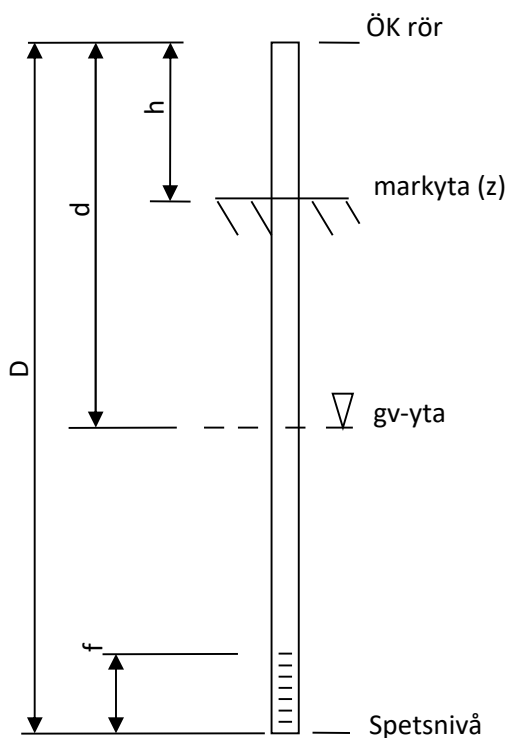 ÖK rör
h
markyta (z)
d
D
gv-yta
f
Spetsnivå